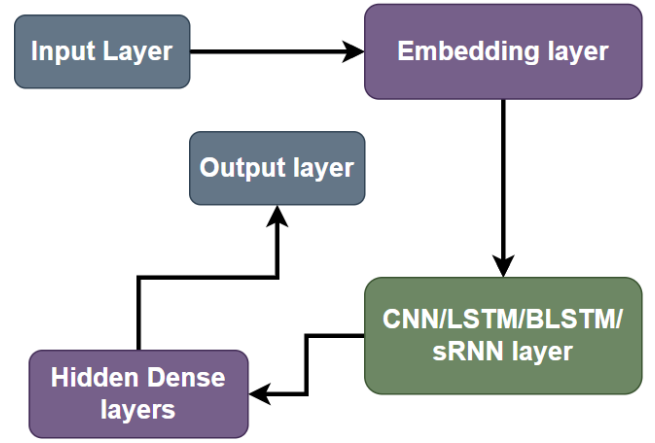 Input Layer
Embedding layer
Output layer
CNN/LSTM/BLSTM/
sRNN layer
Hidden Dense
layers